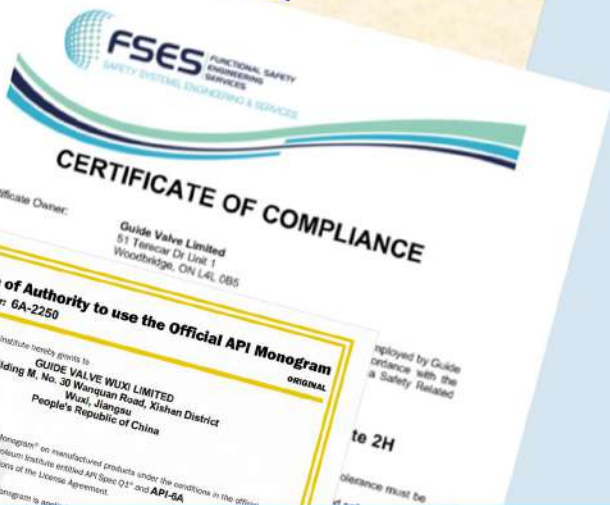 FSES FUNCTIONAL SAFETY
ENGINEERING
SERVICES
SAFETY SYSTEMS, ENGINEERING & SERVICES
CERTIFICATE OF COMPLIANCE
Certificate Owner:
Guide Valve Limited
51 Terecar Dr Unit 1
Woodbridge, ON L4L 0B5
mployed by Guide
ordance with the
a Safety Related
te 2H
olerance must be
of Authority to use the Official API Monogram
r: 6A-2250
ORIGINAL
Institute hereby grants to
GUIDE VALVE WUXI LIMITED
lding M, No. 30 Wanquan Road, Xishan District
Wuxi, Jiangsu
People's Republic of China
Monogram® on manufactured products under the conditions in the official
oleum Institute entitled API Spec Q1® and API-6A
ons of the License Agreement.